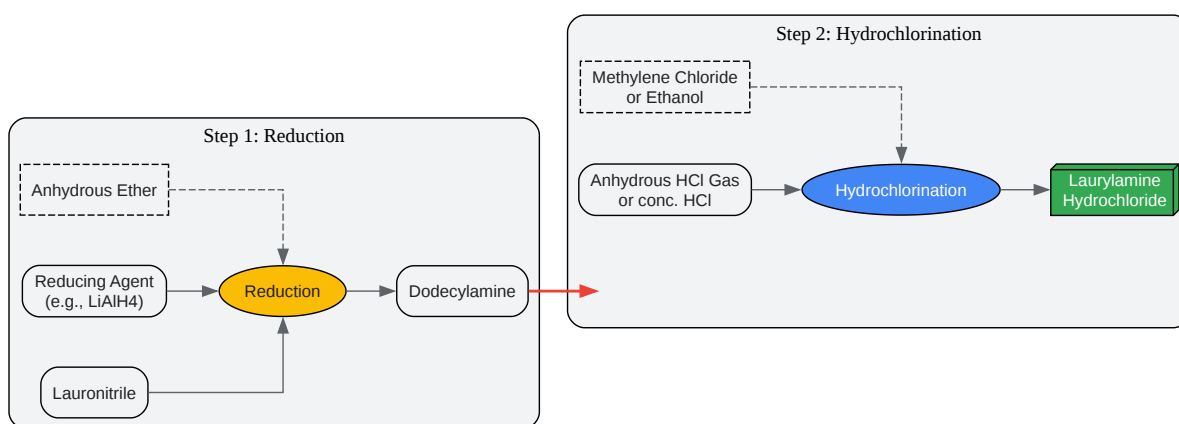 Step 1: Reduction
Anhydrous Ether
Reducing Agent
(e.g., LiAlH4)
Reduction
Dodecylamine
Lauronitrile
Step 2: Hydrochlorination
Methylene Chloride
or Ethanol
Anhydrous HCl Gas
or conc. HCl
Hydrochlorination
Laurylamine
Hydrochloride